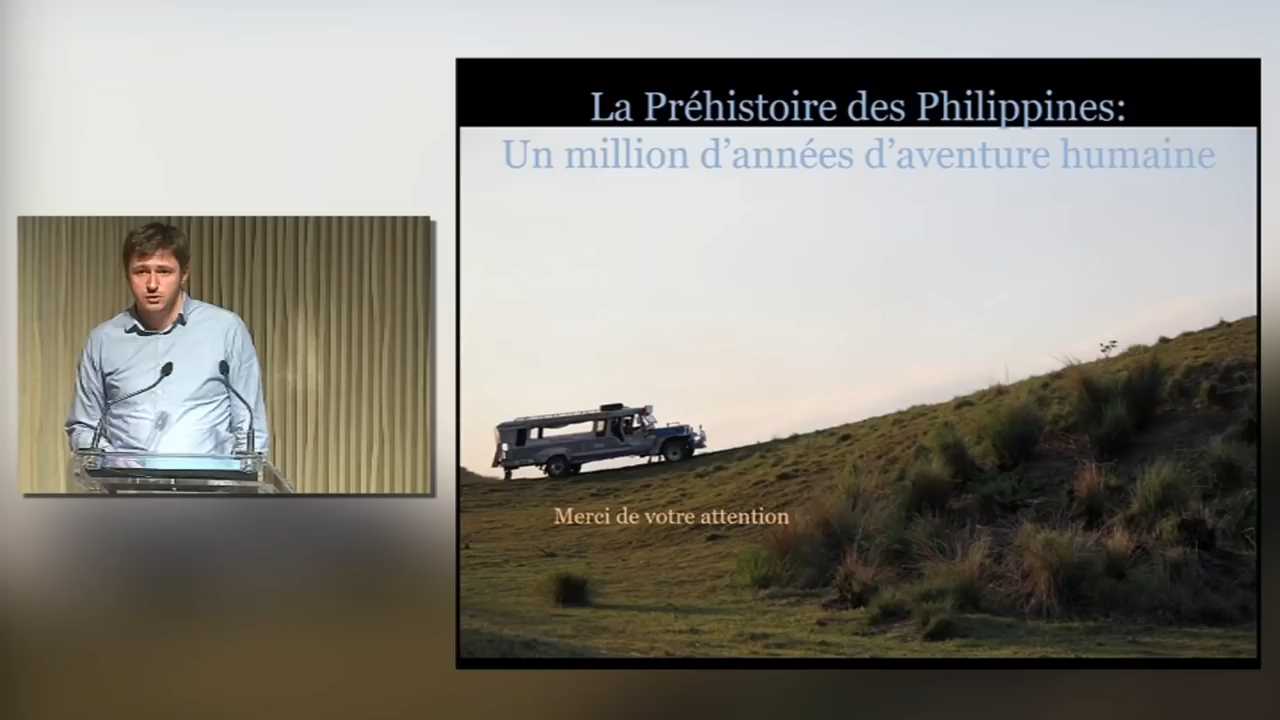 La Préhistoire des Philippines:
Un million d’années d’aventure humaine
Merci de votre attention